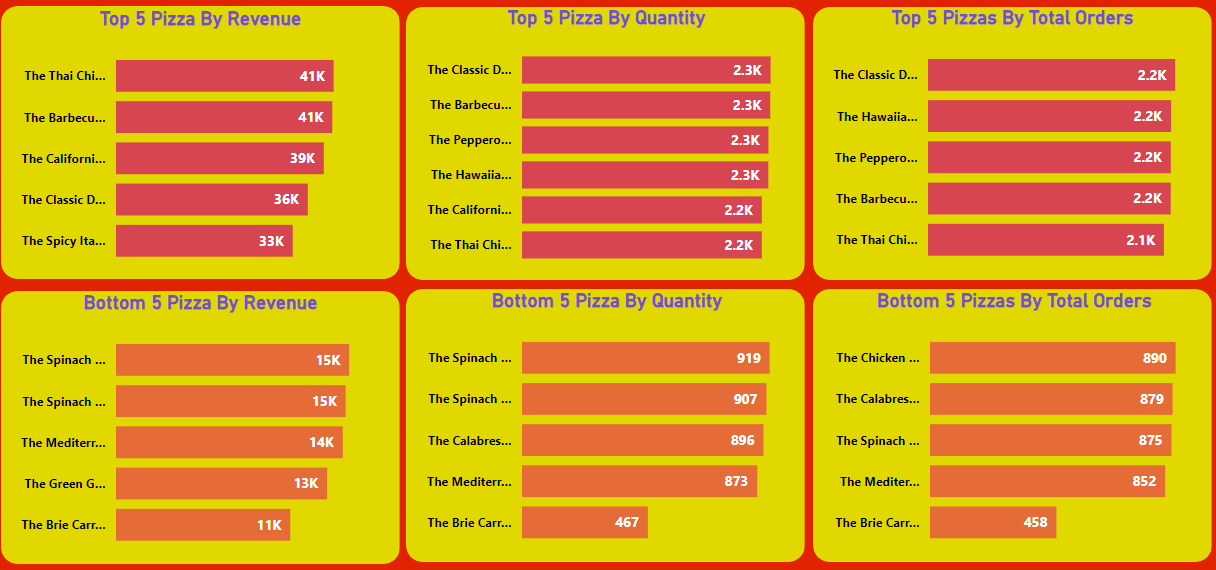 Top 5 Pizza By Revenue
The Thai Chi... 41K
The Barbecu... 41K
The Californi... 39K
The Classic D... 36K
The Spicy Ita... 33K
Top 5 Pizza By Quantity
The Classic D... 2.3K
The Barbecu... 2.3K
The Peppero... 2.3K
The Hawaiia... 2.3K
The Californi... 2.2K
The Thai Chi... 2.2K
Top 5 Pizzas By Total Orders
The Classic D... 2.2K
The Hawaiia... 2.2K
The Peppero... 2.2K
The Barbecu... 2.2K
The Thai Chi... 2.1K
Bottom 5 Pizza By Revenue
The Spinach ... 15K
The Spinach ... 15K
The Mediterr... 14K
The Green G... 13K
The Brie Carr... 11K
Bottom 5 Pizza By Quantity
The Spinach ... 919
The Spinach ... 907
The Calabres... 896
The Mediterr... 873
The Brie Carr... 467
Bottom 5 Pizzas By Total Orders
The Chicken ... 890
The Calabres... 879
The Spinach ... 875
The Mediter... 852
The Brie Carr... 458